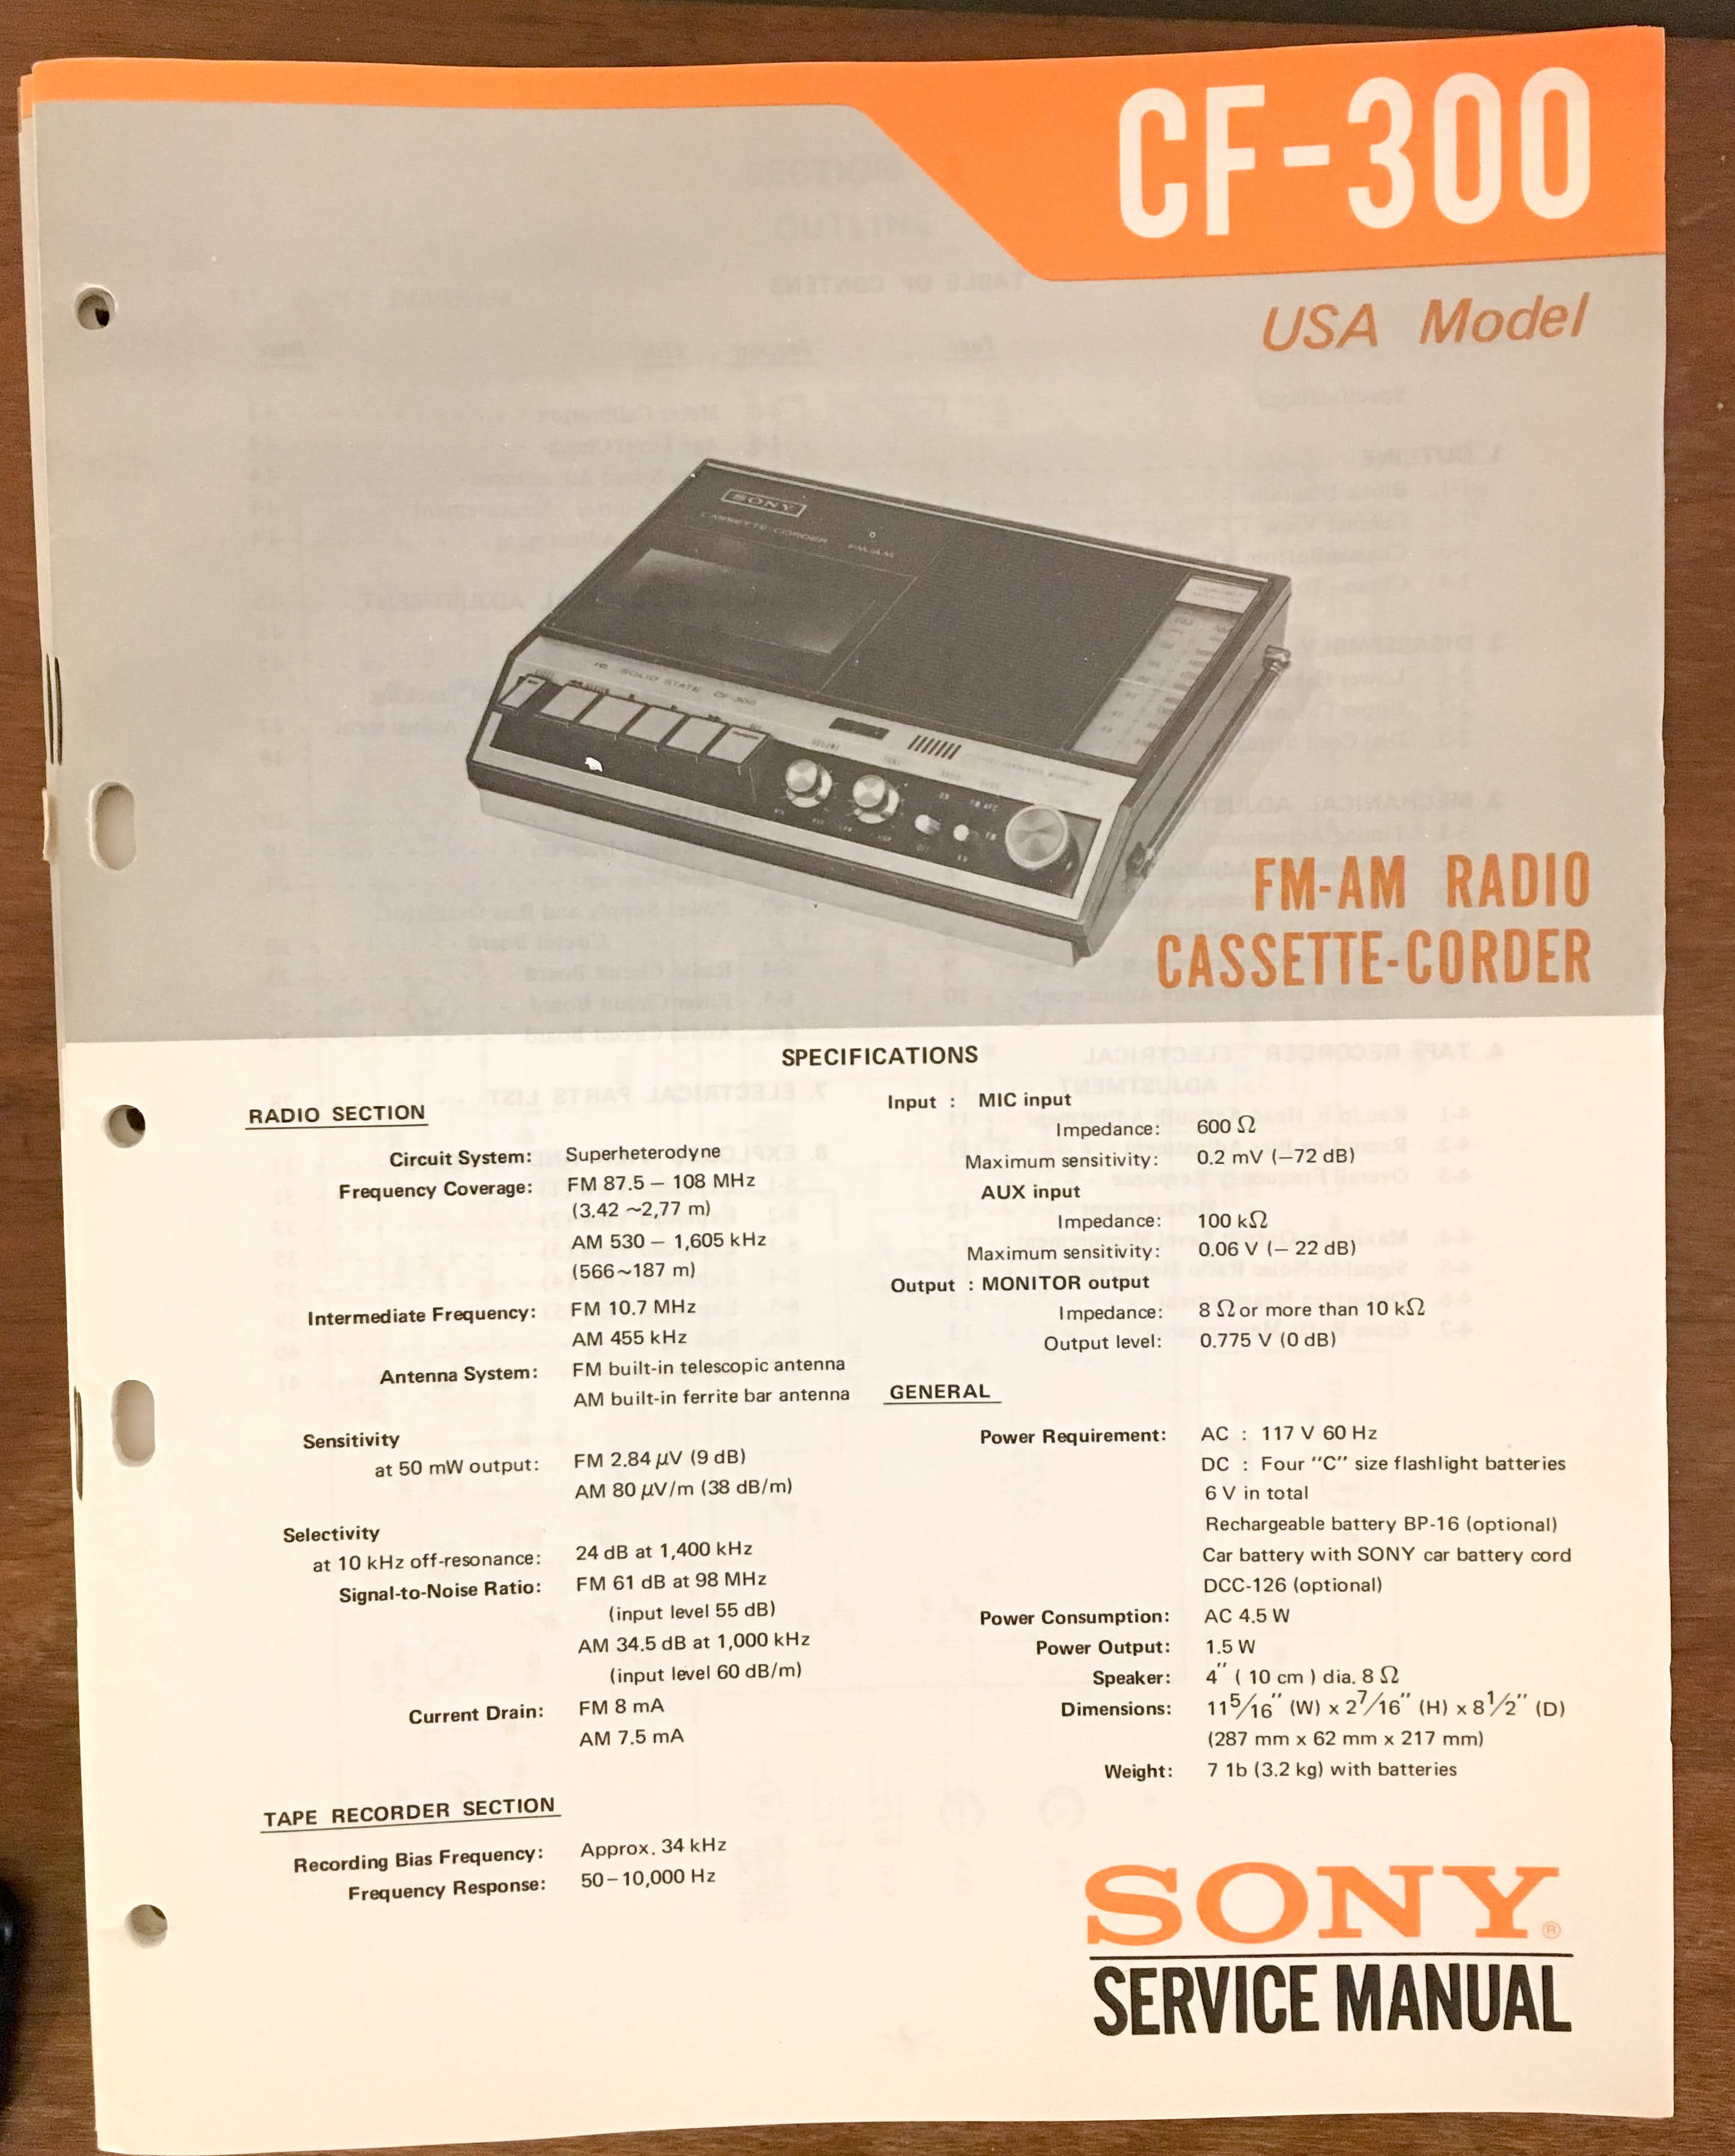 CF-300
USA Model
SONY
CASSETTE-CORDER FM/AM
IC SOLID STATE CF-300
FM-AM RADIO
CASSETTE-CORDER
SPECIFICATIONS
RADIO SECTION
Circuit System: Superheterodyne
Frequency Coverage: FM 87.5 – 108 MHz
(3.42 ~2,77 m)
AM 530 – 1,605 kHz
(566~187 m)
Intermediate Frequency: FM 10.7 MHz
AM 455 kHz
Antenna System: FM built-in telescopic antenna
AM built-in ferrite bar antenna
Sensitivity
at 50 mW output: FM 2.84 μV (9 dB)
AM 80 μV/m (38 dB/m)
Selectivity
at 10 kHz off-resonance: 24 dB at 1,400 kHz
Signal-to-Noise Ratio: FM 61 dB at 98 MHz
(input level 55 dB)
AM 34.5 dB at 1,000 kHz
(input level 60 dB/m)
Current Drain: FM 8 mA
AM 7.5 mA
TAPE RECORDER SECTION
Recording Bias Frequency: Approx. 34 kHz
Frequency Response: 50–10,000 Hz
Input : MIC input
Impedance: 600 Ω
Maximum sensitivity: 0.2 mV (–72 dB)
AUX input
Impedance: 100 kΩ
Maximum sensitivity: 0.06 V (– 22 dB)
Output : MONITOR output
Impedance: 8 Ω or more than 10 kΩ
Output level: 0.775 V (0 dB)
GENERAL
Power Requirement: AC : 117 V 60 Hz
DC : Four "C" size flashlight batteries
6 V in total
Rechargeable battery BP-16 (optional)
Car battery with SONY car battery cord
DCC-126 (optional)
Power Consumption: AC 4.5 W
Power Output: 1.5 W
Speaker: 4" ( 10 cm ) dia. 8 Ω
Dimensions: 11 5/16" (W) x 2 7/16" (H) x 8 1/2" (D)
(287 mm x 62 mm x 217 mm)
Weight: 7 1b (3.2 kg) with batteries
SONY®
SERVICE MANUAL